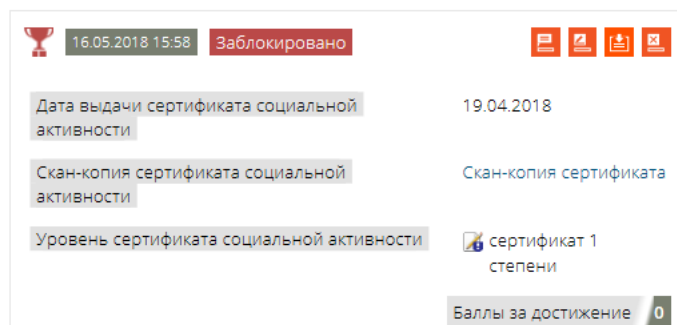 16.05.2018 15:58 Заблокировано
Дата выдачи сертификата социальной
активности
19.04.2018
Скан-копия сертификата социальной
активности
Скан-копия сертификата
Уровень сертификата социальной активности
сертификат 1
степени
Баллы за достижение 0